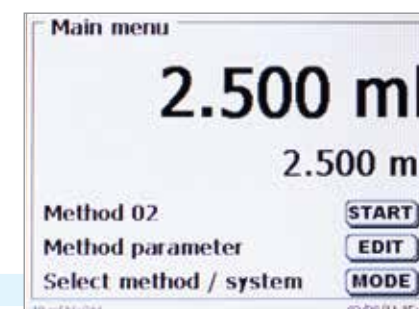 Main menu
2.500 ml
2.500 m
Method 02
START
Method parameter
EDIT
Select method / system
MODE